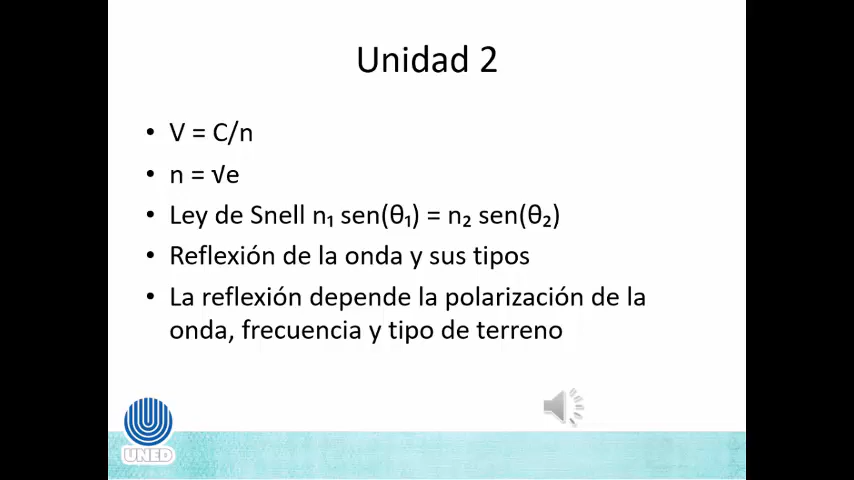 Unidad 2
• V = C/n
• n = √e
• Ley de Snell n₁ sen(θ₁) = n₂ sen(θ₂)
• Reflexión de la onda y sus tipos
• La reflexión depende la polarización de la
onda, frecuencia y tipo de terreno
UNED